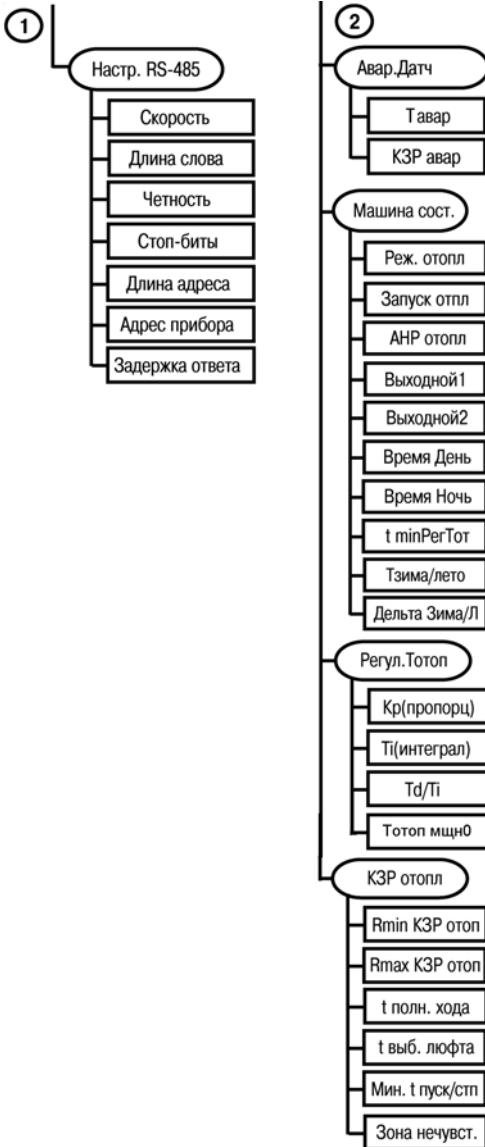 1
Настр. RS-485
Скорость
Длина слова
Четность
Стоп-биты
Длина адреса
Адрес прибора
Задержка ответа
2
Авар.Датч
Т авар
КЗР авар
Машина сост.
Реж. отопл
Запуск отпл
АНР отопл
Выходной1
Выходной2
Время День
Время Ночь
t minРегТот
Тзима/лето
Дельта Зима/Л
Регул.Тотоп
Кр(пропорц)
Ti(интеграл)
Td/Ti
Тотоп мщн0
КЗР отопл
Rmin КЗР отоп
Rmax КЗР отоп
t полн. хода
t выб. люфта
Мин. t пуск/стп
Зона нечувст.